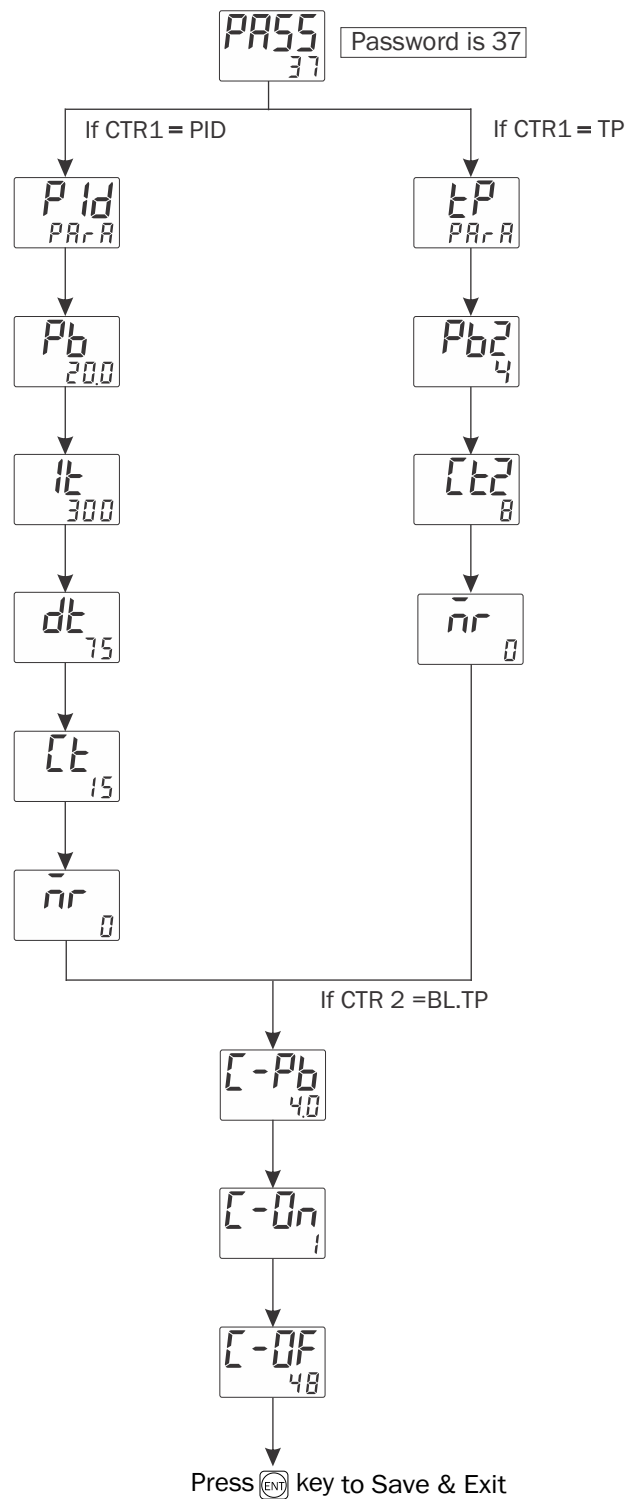 PASS
37
Password is 37
If CTR1 = PID
If CTR1 = TP
PId
PArA
tP
PArA
Pb
20.0
Pb2
4
It
300
Ct2
8
dt
75
n̄r
0
Ct
15
n̄r
0
If CTR 2 =BL.TP
C-Pb
4.0
C-On
1
C-OF
48
Press ENT key to Save & Exit